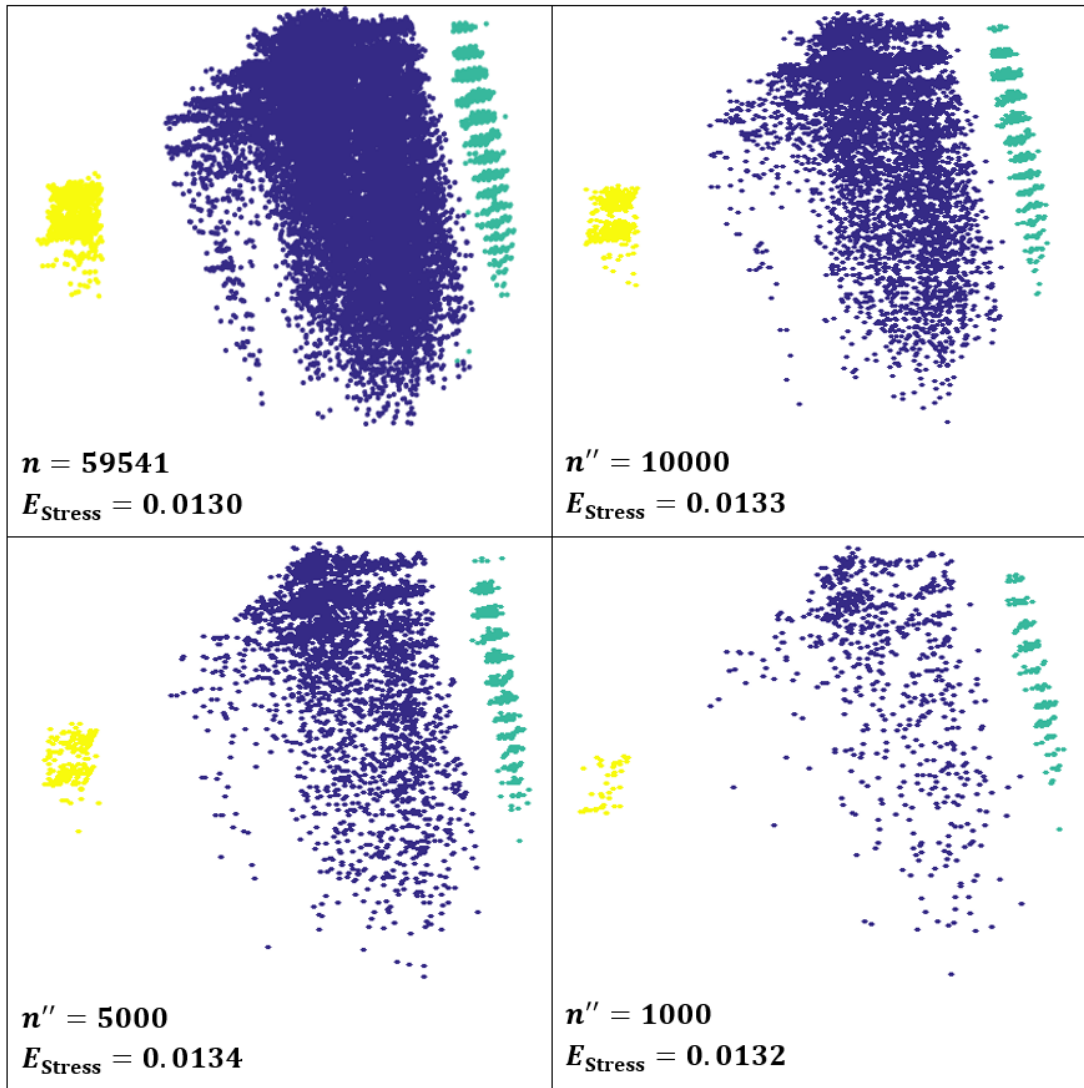 n = 59541
E_Stress = 0.0130
n″ = 10000
E_Stress = 0.0133
n″ = 5000
E_Stress = 0.0134
n″ = 1000
E_Stress = 0.0132